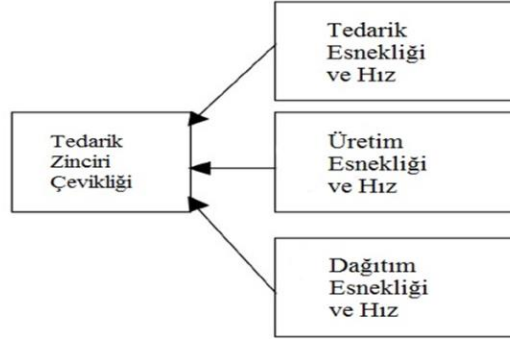 Tedarik
Esnekliği
ve Hız
Tedarik
Zinciri
Çevikliği
Üretim
Esnekliği
ve Hız
Dağıtım
Esnekliği
ve Hız